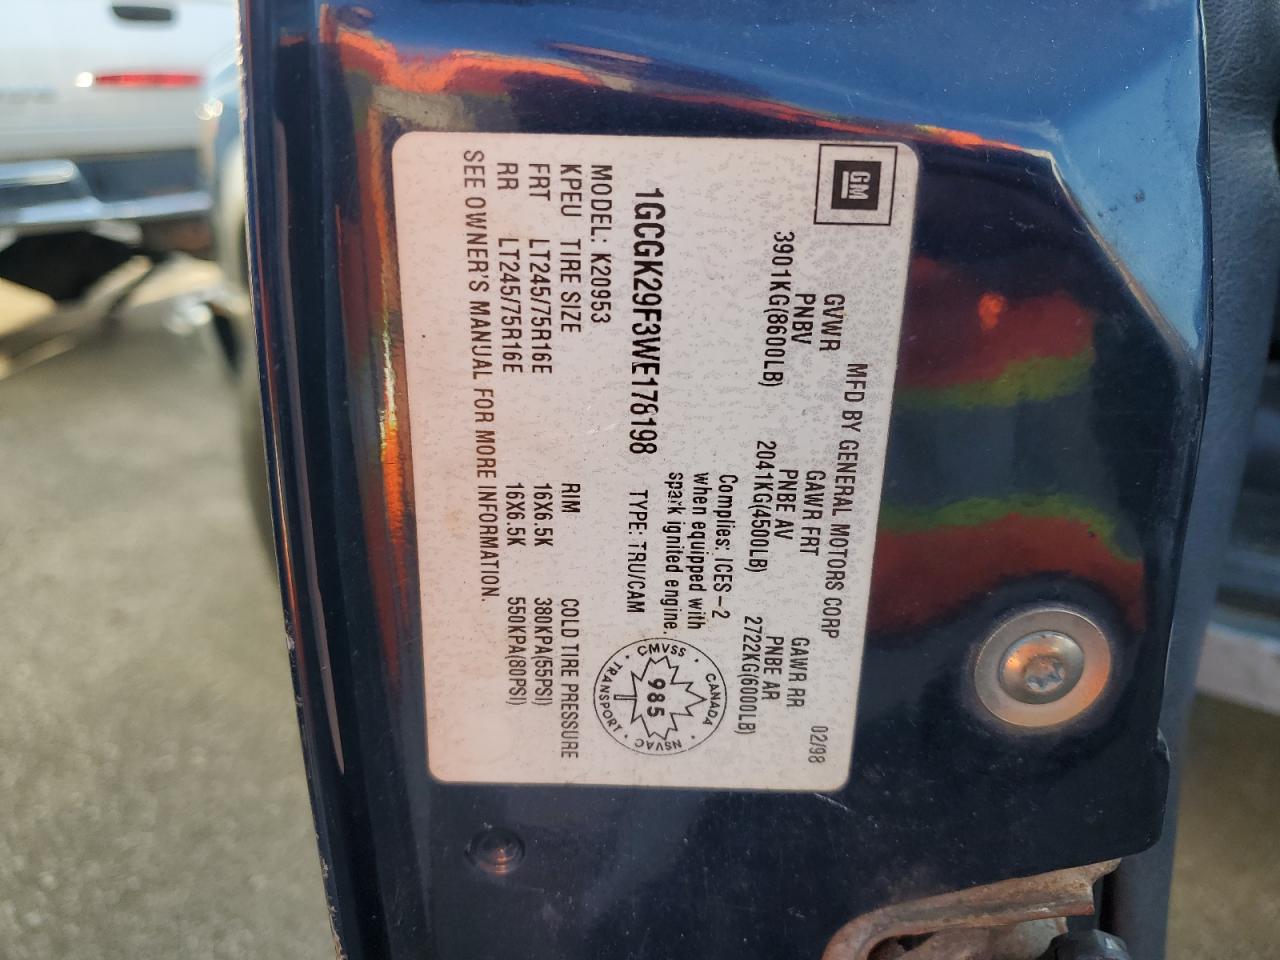 GM
MFD BY GENERAL MOTORS CORP 02/98
GVWR GAWR FRT GAWR RR
PNBV PNBE AV PNBE AR
3901KG(8600LB) 2041KG(4500LB) 2722KG(6000LB)
Complies: ICES-2
when equipped with
spark ignited engine.
1GCGK29F3WE178198 TYPE: TRU/CAM
CANADA · CMVSS · TRANSPORT · NSVAC ·
985
MODEL: K20953
KPEU TIRE SIZE RIM COLD TIRE PRESSURE
FRT LT245/75R16E 16X6.5K 380KPA(55PSI)
RR LT245/75R16E 16X6.5K 550KPA(80PSI)
SEE OWNER'S MANUAL FOR MORE INFORMATION.